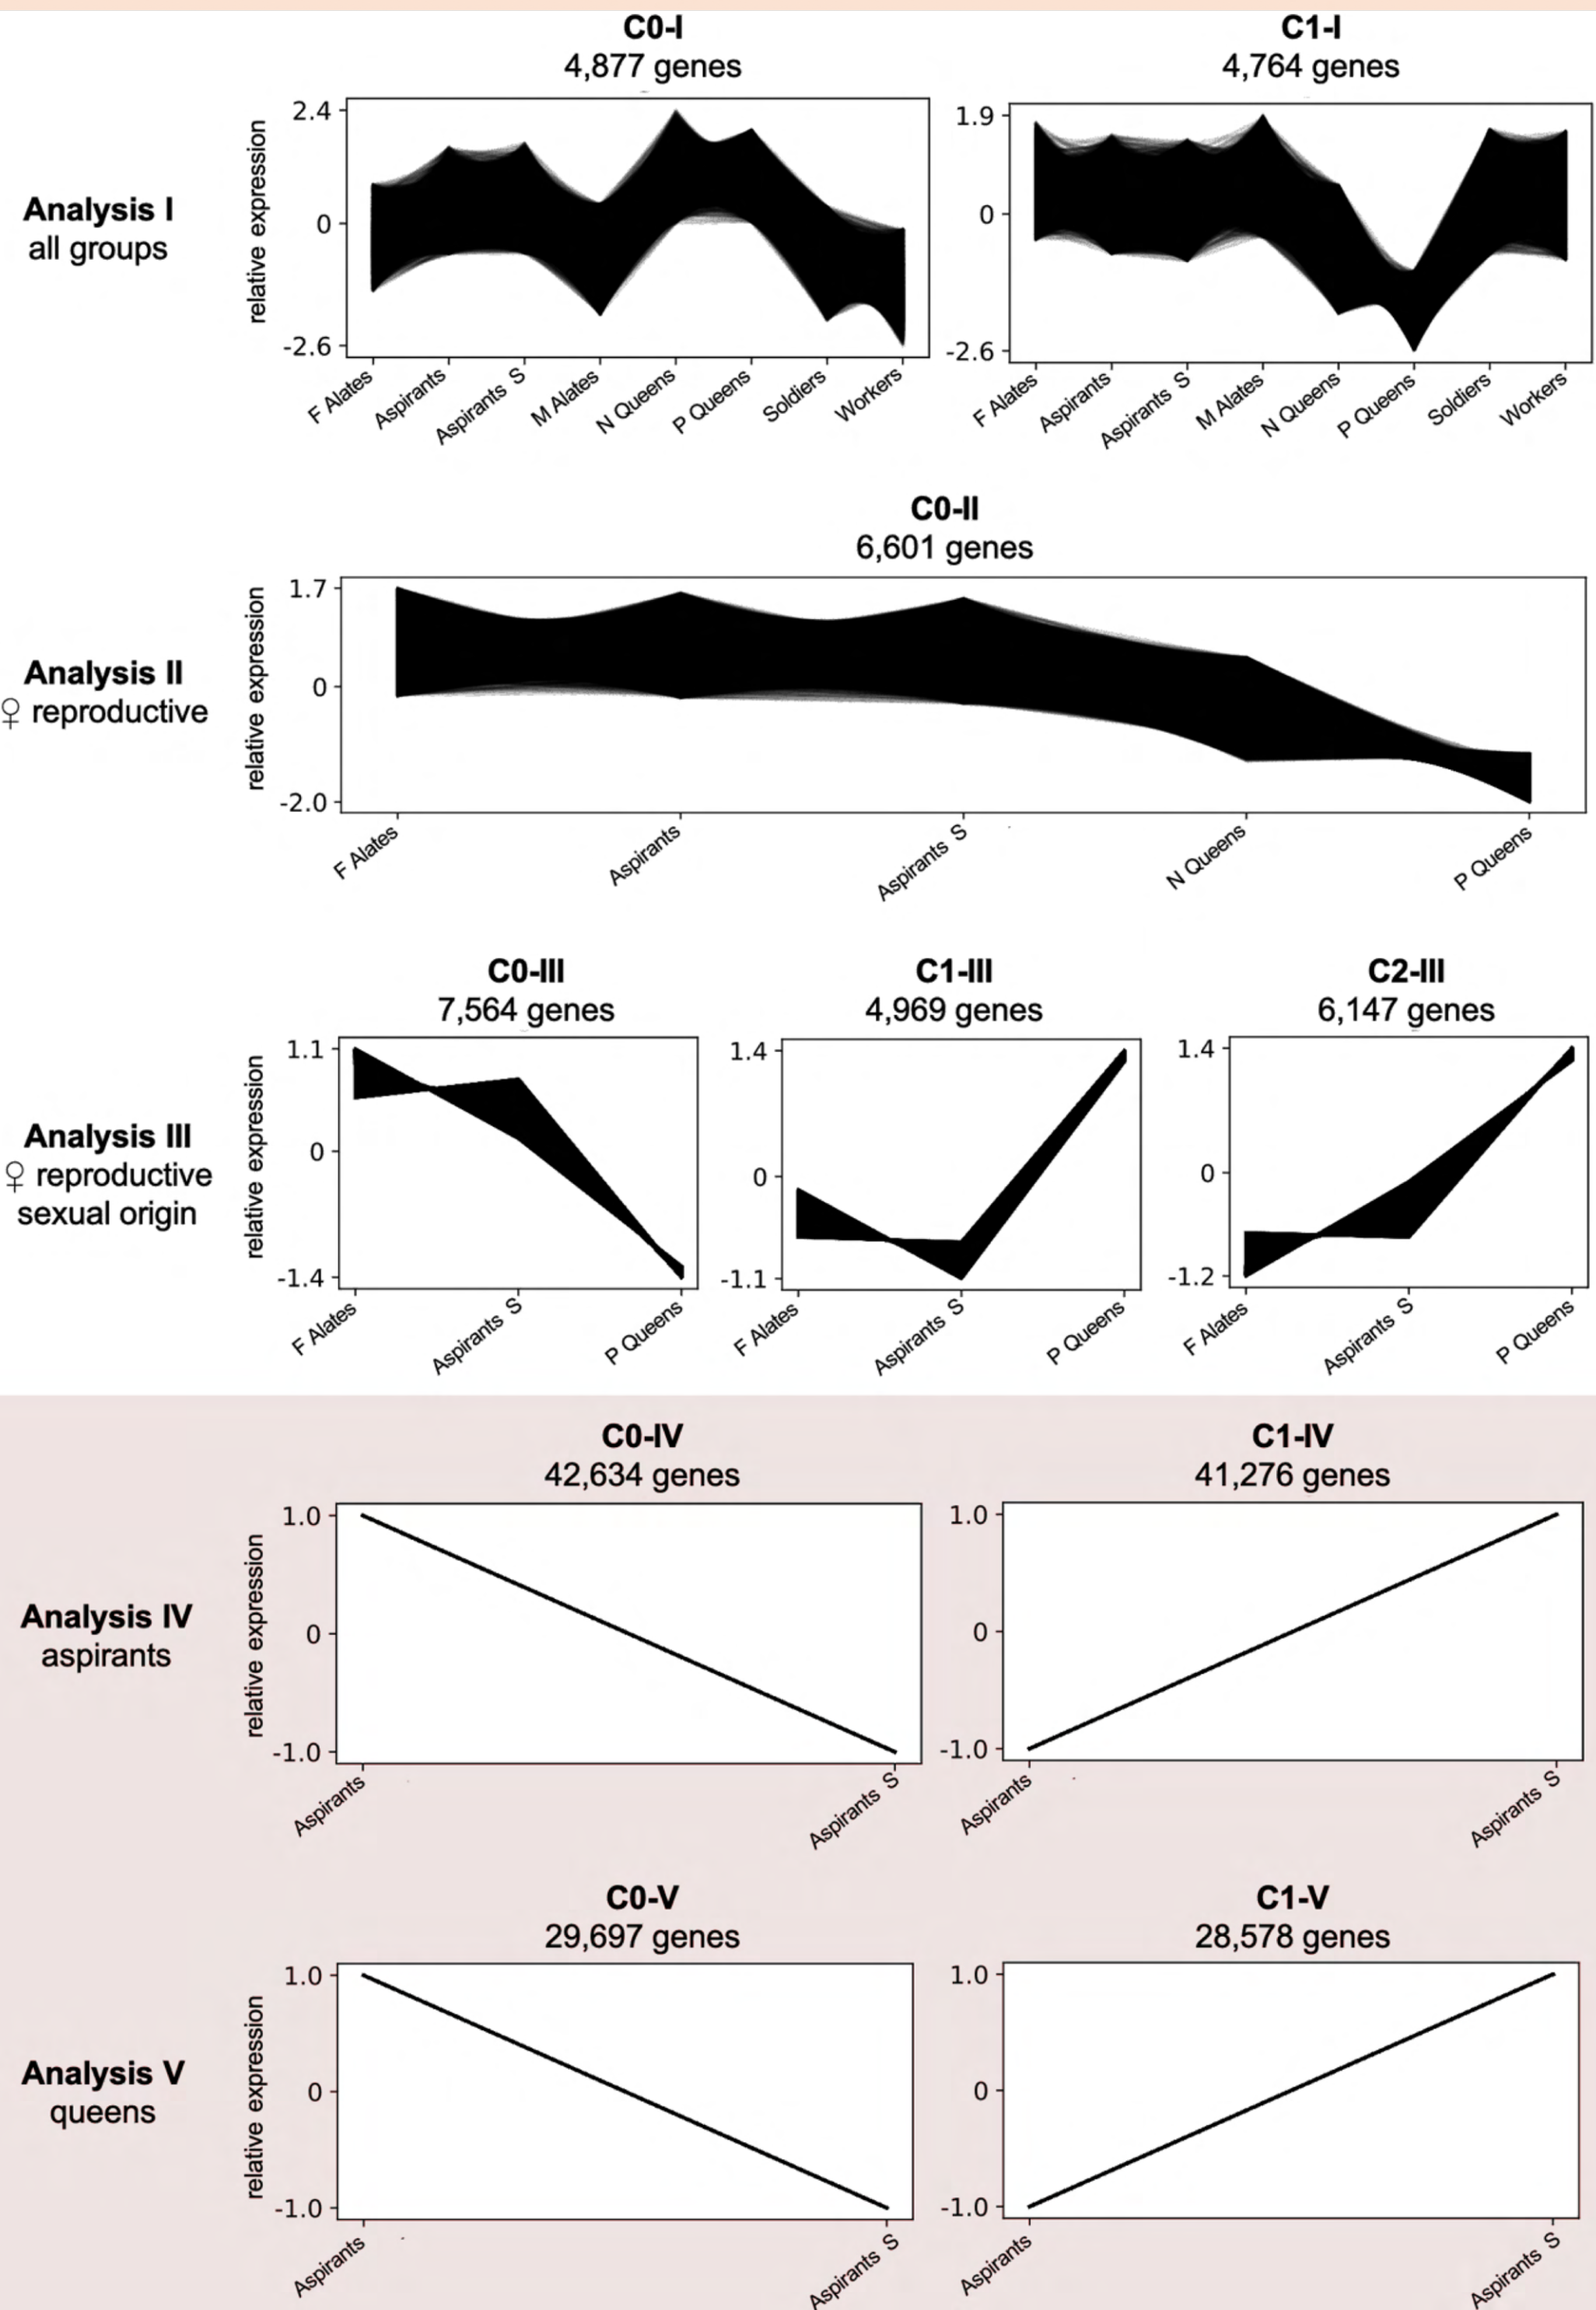 C0-I
4,877 genes
C1-I
4,764 genes
Analysis I
all groups
relative expression
2.4
0
-2.6
F Alates
Aspirants
Aspirants S
M Alates
N Queens
P Queens
Soldiers
Workers
1.9
0
-2.6
F Alates
Aspirants
Aspirants S
M Alates
N Queens
P Queens
Soldiers
Workers
C0-II
6,601 genes
Analysis II
♀ reproductive
relative expression
1.7
0
-2.0
F Alates
Aspirants
Aspirants S
N Queens
P Queens
C0-III
7,564 genes
C1-III
4,969 genes
C2-III
6,147 genes
Analysis III
♀ reproductive
sexual origin
relative expression
1.1
0
-1.4
F Alates
Aspirants S
P Queens
1.4
0
-1.1
F Alates
Aspirants S
P Queens
1.4
0
-1.2
F Alates
Aspirants S
P Queens
C0-IV
42,634 genes
C1-IV
41,276 genes
Analysis IV
aspirants
relative expression
1.0
0
-1.0
Aspirants
Aspirants S
1.0
0
-1.0
Aspirants
Aspirants S
C0-V
29,697 genes
C1-V
28,578 genes
Analysis V
queens
relative expression
1.0
0
-1.0
Aspirants
Aspirants S
1.0
0
-1.0
Aspirants
Aspirants S